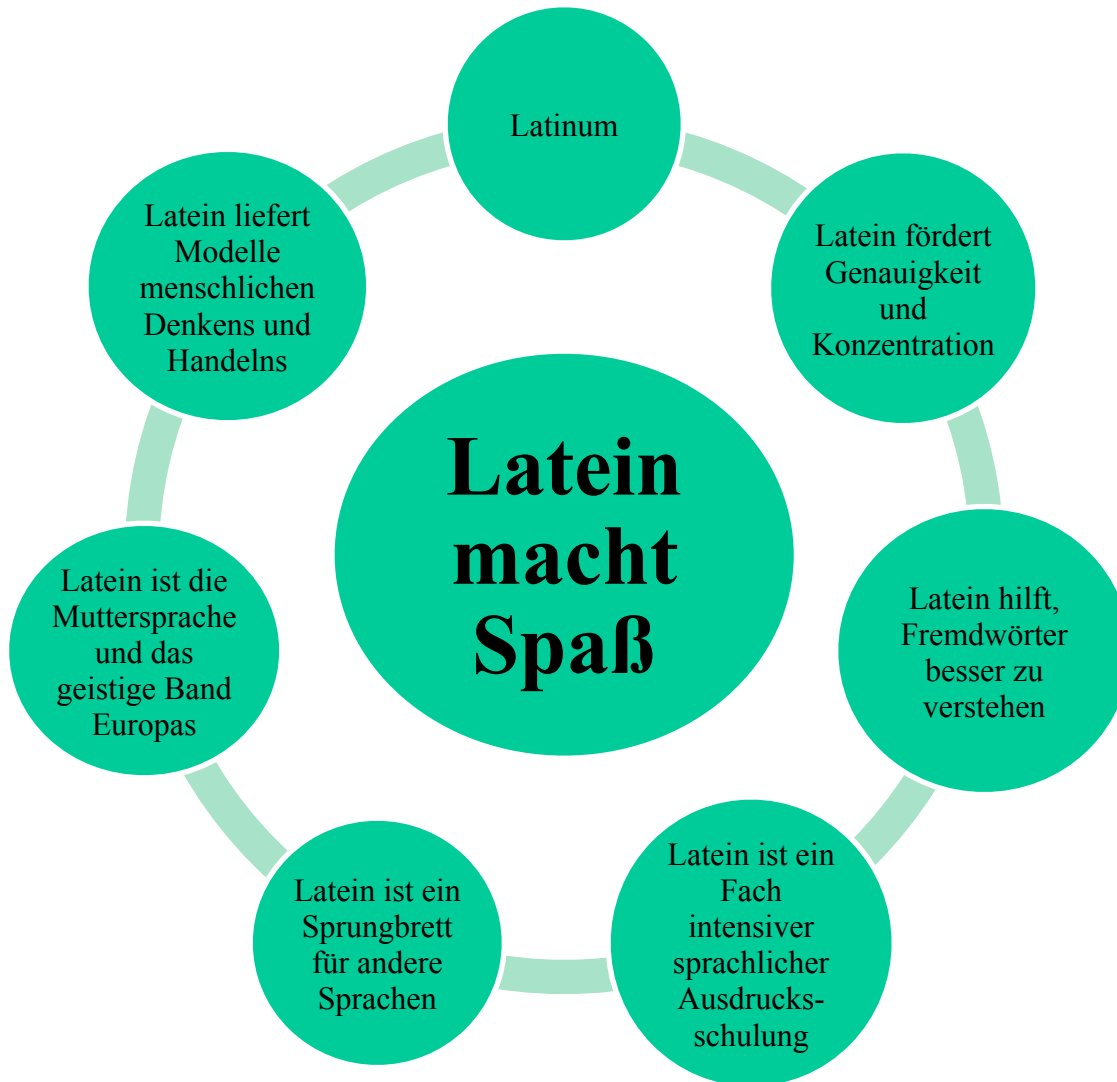 Latinum
Latein fördert
Genauigkeit
und
Konzentration
Latein hilft,
Fremdwörter
besser zu
verstehen
Latein ist ein
Fach
intensiver
sprachlicher
Ausdrucks-
schulung
Latein ist ein
Sprungbrett
für andere
Sprachen
Latein ist die
Muttersprache
und das
geistige Band
Europas
Latein liefert
Modelle
menschlichen
Denkens und
Handelns
Latein
macht
Spaß